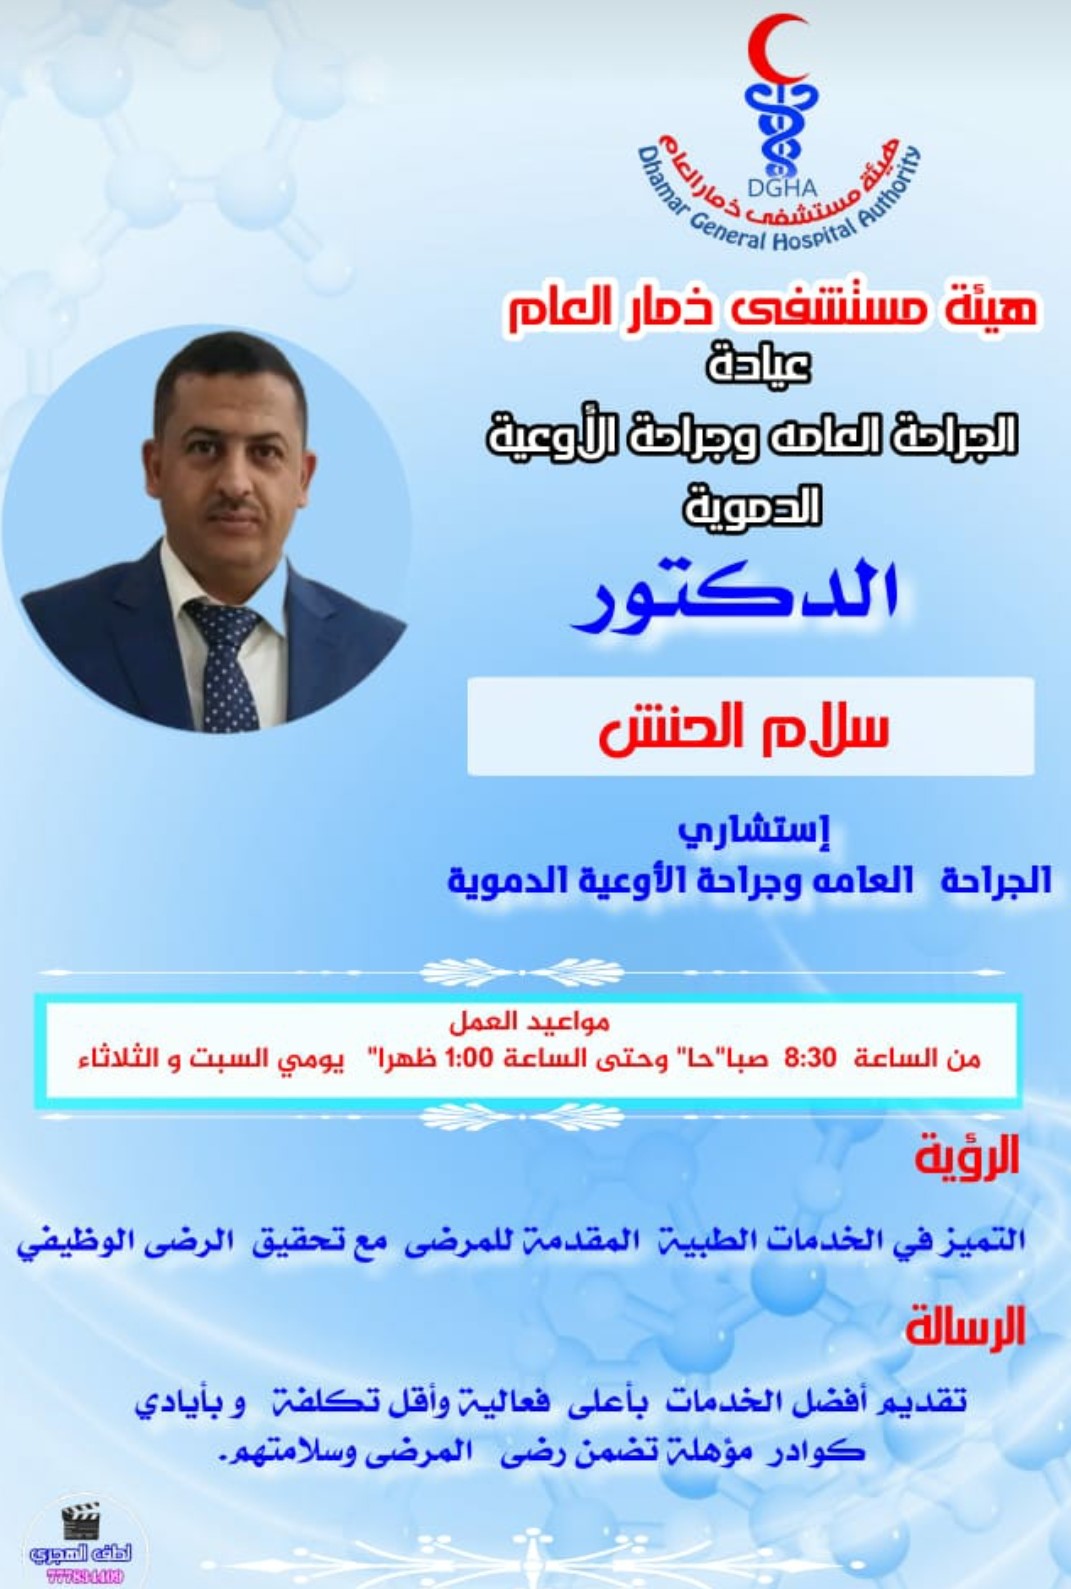 DGHA
هيئة مستشفى ذمار العام
Dhamar General Hospital Authority
هيئة مستشفى ذمار العام
عيادة
الجراحة العامه وجراحة الأوعية
الدموية
الدكتور
سلام الحنش
إستشاري
الجراحة العامه وجراحة الأوعية الدموية
مواعيد العمل
من الساعة 8:30 صبا"حا" وحتى الساعة 1:00 ظهرا" يومي السبت و الثلاثاء
الرؤية
التميز في الخدمات الطبية المقدمة للمرضى مع تحقيق الرضى الوظيفي
الرسالة
تقديم أفضل الخدمات بأعلى فعالية وأقل تكلفة و بأيادي
كوادر مؤهلة تضمن رضى المرضى وسلامتهم.
لطف الهجري
777834409